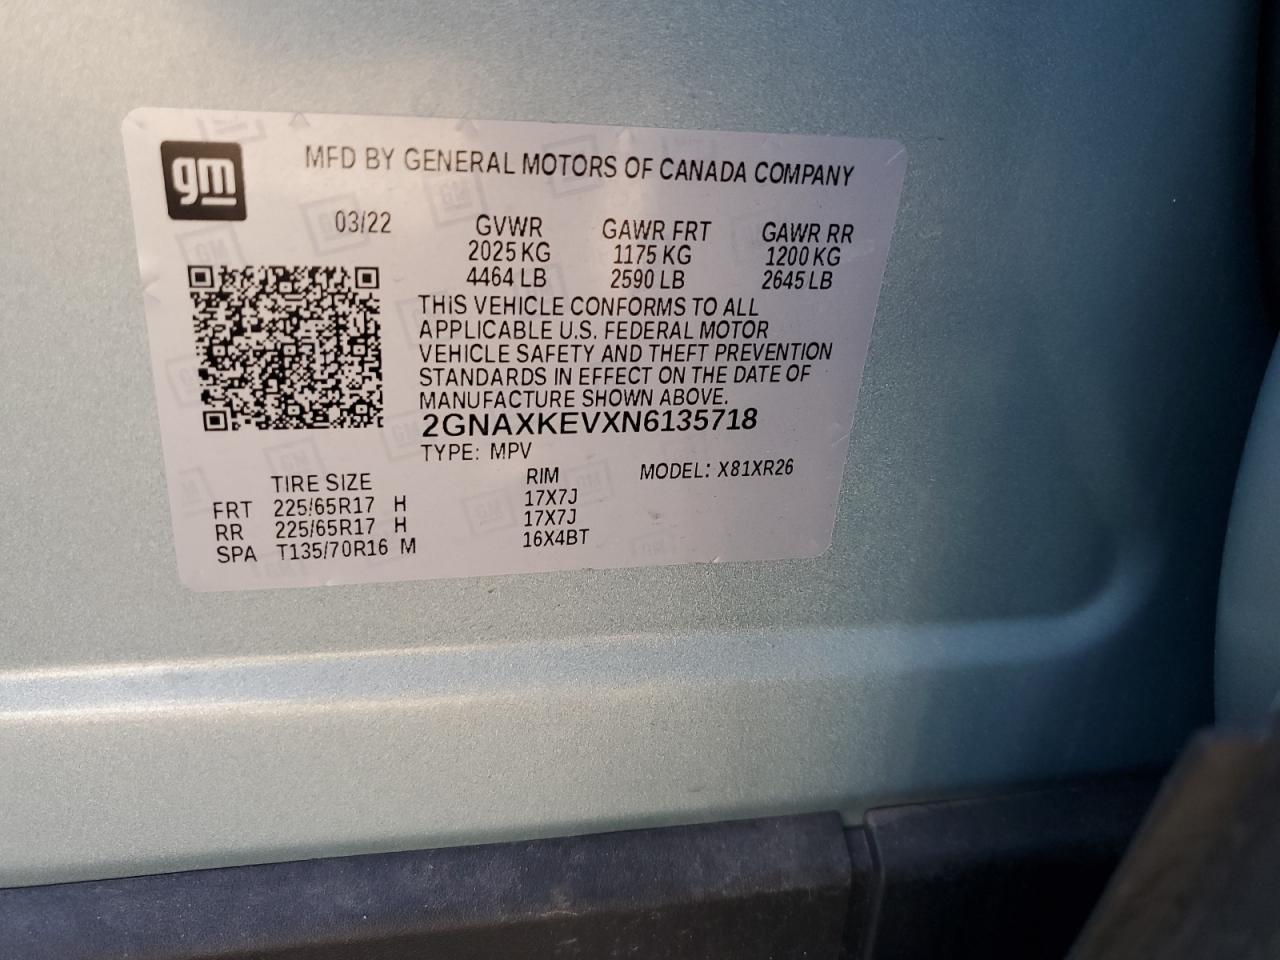 gm
MFD BY GENERAL MOTORS OF CANADA COMPANY
03/22 GVWR GAWR FRT GAWR RR
2025 KG 1175 KG 1200 KG
4464 LB 2590 LB 2645 LB
THIS VEHICLE CONFORMS TO ALL
APPLICABLE U.S. FEDERAL MOTOR
VEHICLE SAFETY AND THEFT PREVENTION
STANDARDS IN EFFECT ON THE DATE OF
MANUFACTURE SHOWN ABOVE.
2GNAXKEVXN6135718
TYPE: MPV MODEL: X81XR26
TIRE SIZE RIM
FRT 225/65R17 H 17X7J
RR 225/65R17 H 17X7J
SPA T135/70R16 M 16X4BT